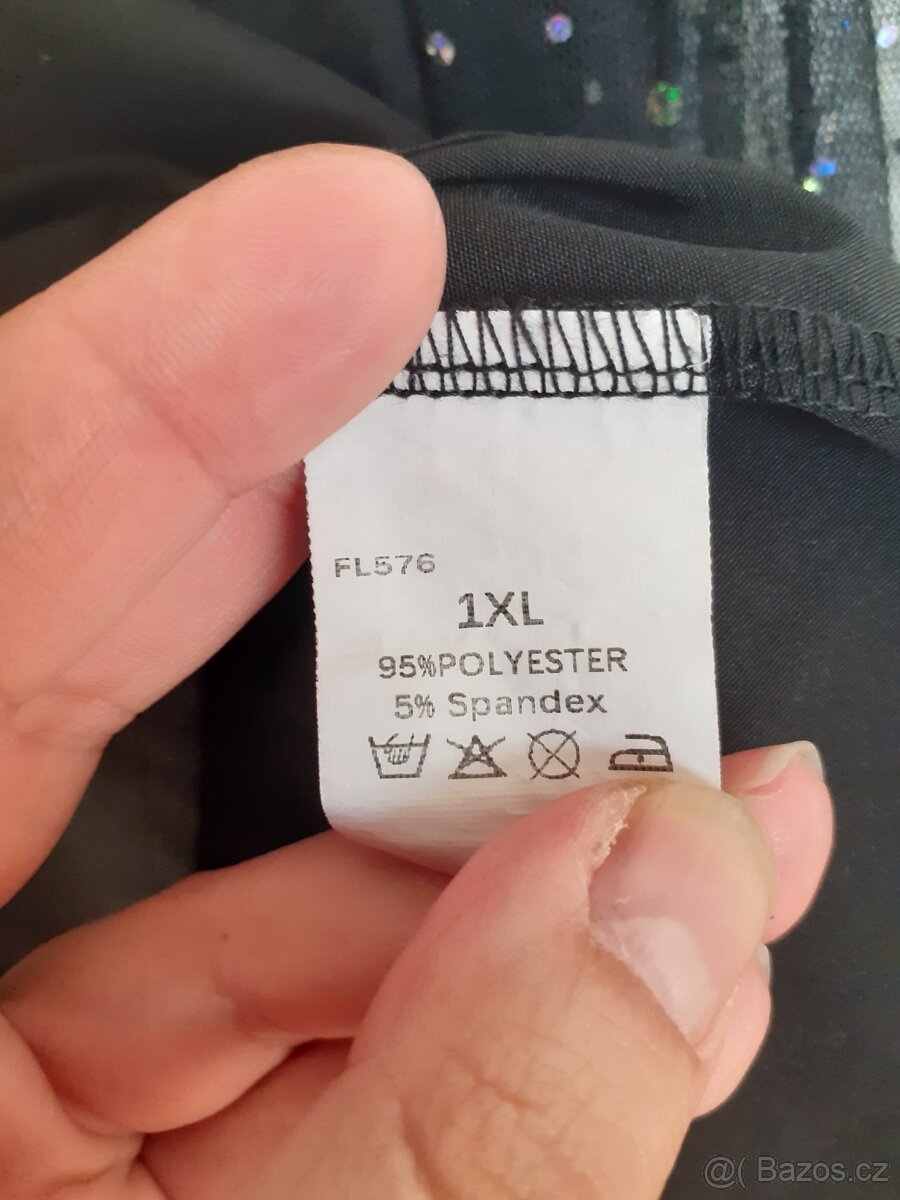 FL576
1XL
95%POLYESTER
5% Spandex
@( Bazos.cz